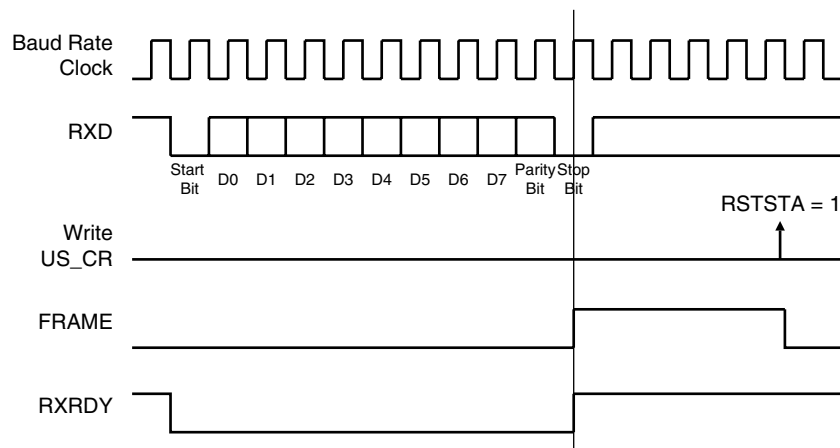 Baud Rate
Clock
RXD
Start
Bit
D0
D1
D2
D3
D4
D5
D6
D7
Parity
Bit
Stop
Bit
RSTSTA = 1
Write
US_CR
FRAME
RXRDY